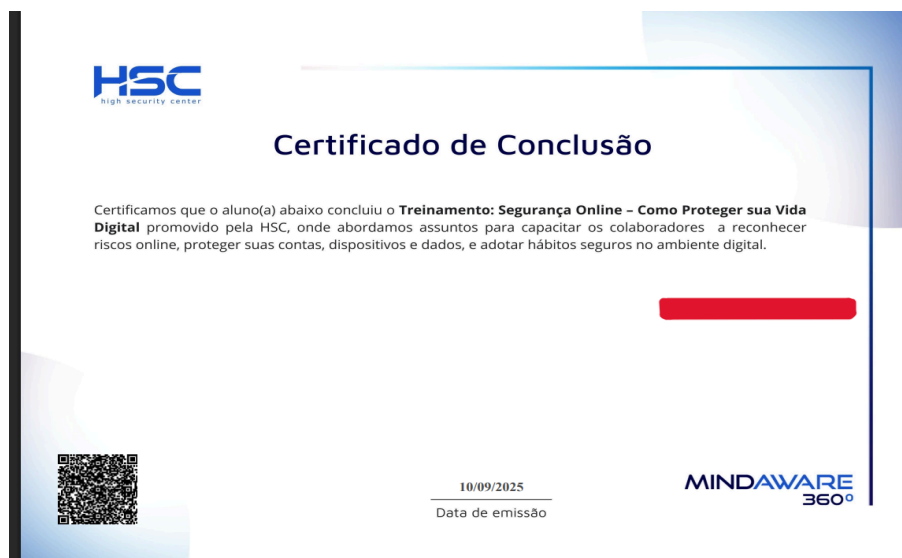 HSC
high security center
Certificado de Conclusão
Certificamos que o aluno(a) abaixo concluiu o Treinamento: Segurança Online – Como Proteger sua Vida
Digital promovido pela HSC, onde abordamos assuntos para capacitar os colaboradores a reconhecer
riscos online, proteger suas contas, dispositivos e dados, e adotar hábitos seguros no ambiente digital.
10/09/2025
Data de emissão
MINDAWARE
360º